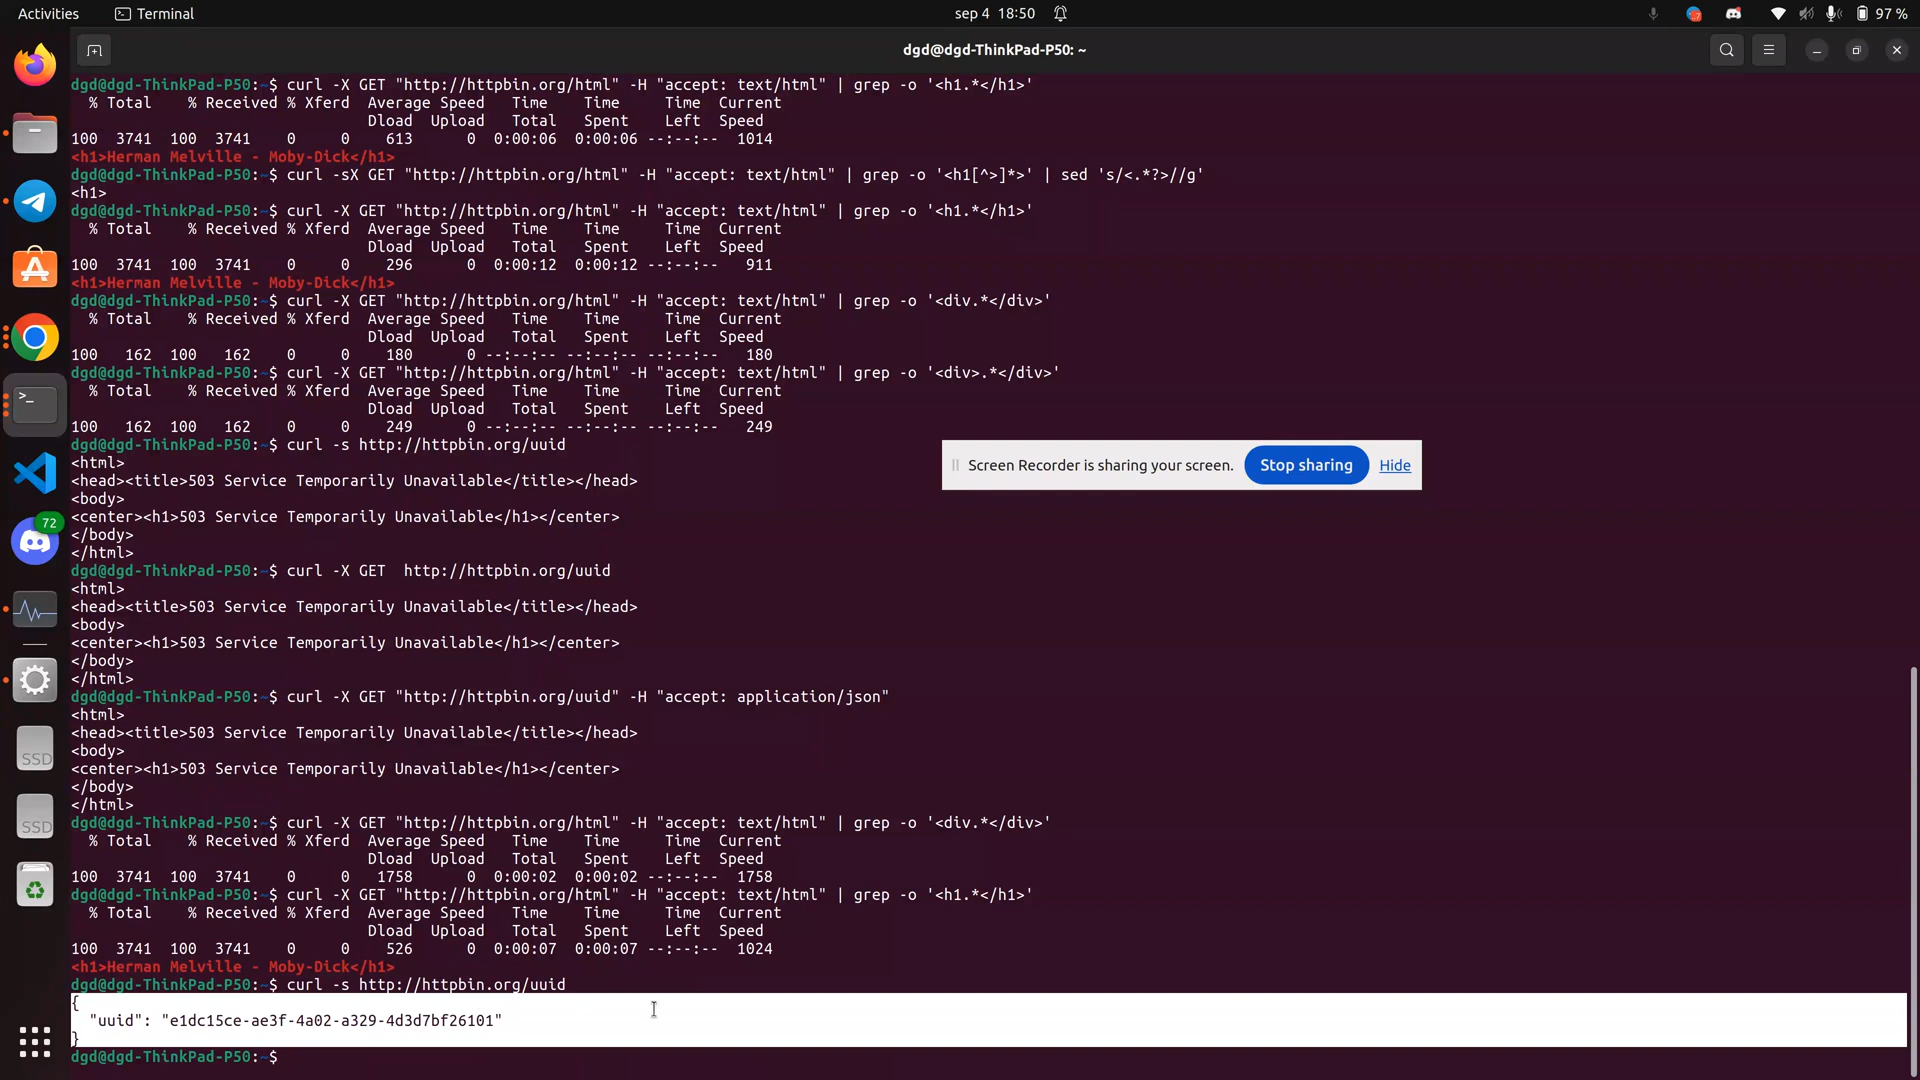 Activities
Terminal
sep 4 18:50
97 %
dgd@dgd-ThinkPad-P50: ~
dgd@dgd-ThinkPad-P50:~$ curl -X GET "http://httpbin.org/html" -H "accept: text/html" | grep -o '<h1.*</h1>'
  % Total    % Received % Xferd  Average Speed   Time    Time     Time  Current
                                 Dload  Upload   Total   Spent    Left  Speed
100  3741  100  3741    0     0    613      0  0:00:06  0:00:06 --:--:--  1014
<h1>Herman Melville - Moby-Dick</h1>
dgd@dgd-ThinkPad-P50:~$ curl -sX GET "http://httpbin.org/html" -H "accept: text/html" | grep -o '<h1[^>]*>' | sed 's/<.*?>//g'
<h1>
dgd@dgd-ThinkPad-P50:~$ curl -X GET "http://httpbin.org/html" -H "accept: text/html" | grep -o '<h1.*</h1>'
  % Total    % Received % Xferd  Average Speed   Time    Time     Time  Current
                                 Dload  Upload   Total   Spent    Left  Speed
100  3741  100  3741    0     0    296      0  0:00:12  0:00:12 --:--:--   911
<h1>Herman Melville - Moby-Dick</h1>
dgd@dgd-ThinkPad-P50:~$ curl -X GET "http://httpbin.org/html" -H "accept: text/html" | grep -o '<div.*</div>'
  % Total    % Received % Xferd  Average Speed   Time    Time     Time  Current
                                 Dload  Upload   Total   Spent    Left  Speed
100   162  100   162    0     0    180      0 --:--:-- --:--:-- --:--:--   180
dgd@dgd-ThinkPad-P50:~$ curl -X GET "http://httpbin.org/html" -H "accept: text/html" | grep -o '<div>.*</div>'
  % Total    % Received % Xferd  Average Speed   Time    Time     Time  Current
                                 Dload  Upload   Total   Spent    Left  Speed
100   162  100   162    0     0    249      0 --:--:-- --:--:-- --:--:--   249
dgd@dgd-ThinkPad-P50:~$ curl -s http://httpbin.org/uuid
<html>
<head><title>503 Service Temporarily Unavailable</title></head>
<body>
<center><h1>503 Service Temporarily Unavailable</h1></center>
</body>
</html>
Screen Recorder is sharing your screen.
Stop sharing
Hide
dgd@dgd-ThinkPad-P50:~$ curl -X GET  http://httpbin.org/uuid
<html>
<head><title>503 Service Temporarily Unavailable</title></head>
<body>
<center><h1>503 Service Temporarily Unavailable</h1></center>
</body>
</html>
dgd@dgd-ThinkPad-P50:~$ curl -X GET "http://httpbin.org/uuid" -H "accept: application/json"
<html>
<head><title>503 Service Temporarily Unavailable</title></head>
<body>
<center><h1>503 Service Temporarily Unavailable</h1></center>
</body>
</html>
dgd@dgd-ThinkPad-P50:~$ curl -X GET "http://httpbin.org/html" -H "accept: text/html" | grep -o '<div.*</div>'
  % Total    % Received % Xferd  Average Speed   Time    Time     Time  Current
                                 Dload  Upload   Total   Spent    Left  Speed
100  3741  100  3741    0     0   1758      0  0:00:02  0:00:02 --:--:--  1758
dgd@dgd-ThinkPad-P50:~$ curl -X GET "http://httpbin.org/html" -H "accept: text/html" | grep -o '<h1.*</h1>'
  % Total    % Received % Xferd  Average Speed   Time    Time     Time  Current
                                 Dload  Upload   Total   Spent    Left  Speed
100  3741  100  3741    0     0    526      0  0:00:07  0:00:07 --:--:--  1024
<h1>Herman Melville - Moby-Dick</h1>
dgd@dgd-ThinkPad-P50:~$ curl -s http://httpbin.org/uuid
{
  "uuid": "e1dc15ce-ae3f-4a02-a329-4d3d7bf26101"
}
dgd@dgd-ThinkPad-P50:~$
>_
72
SSD
SSD